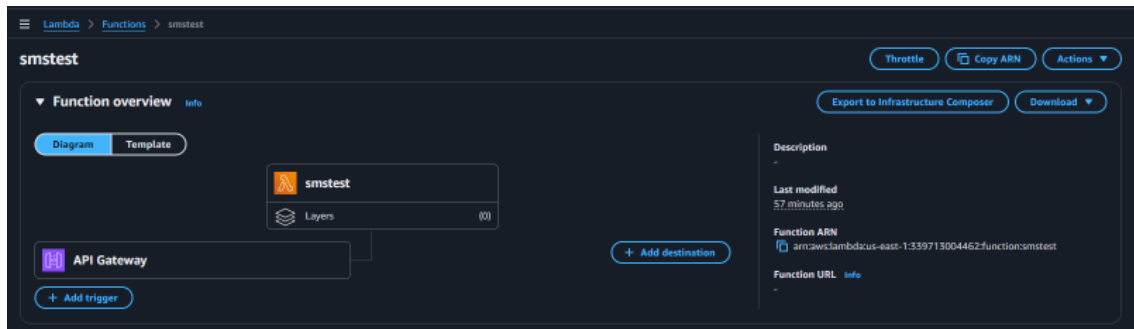 Lambda > Functions > smstest
smstest
Throttle
Copy ARN
Actions
Function overview Info
Export to Infrastructure Composer
Download
Diagram
Template
smstest
Layers (0)
API Gateway
+ Add trigger
+ Add destination
Description
-
Last modified
57 minutes ago
Function ARN
arn:aws:lambda:us-east-1:339713004462:function:smstest
Function URL Info
-